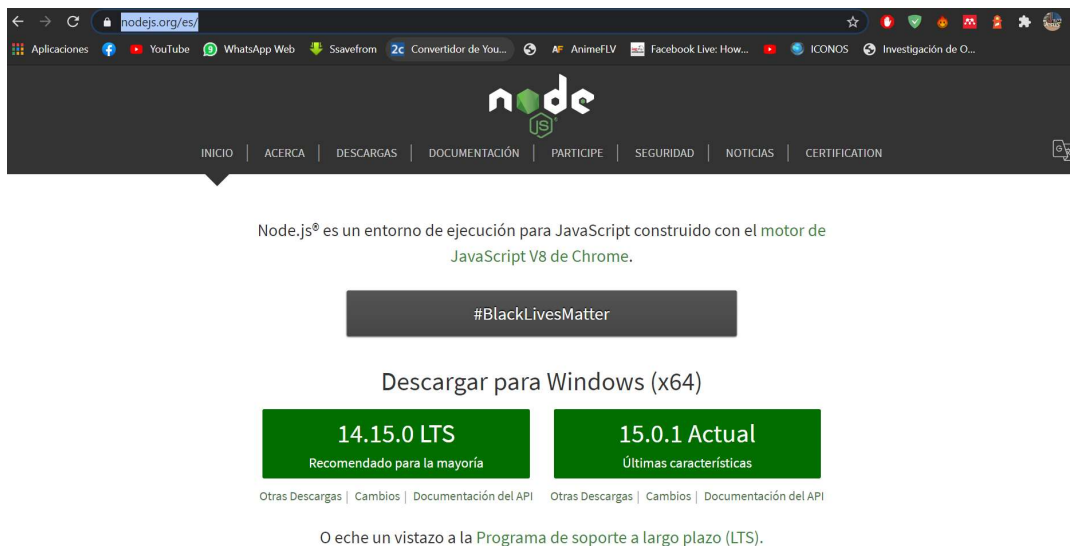 nodejs.org/es/
Aplicaciones YouTube WhatsApp Web Ssavefrom 2c Convertidor de You... AF AnimeFLV Facebook Live: How... ICONOS Investigación de O...
node
JS
INICIO | ACERCA | DESCARGAS | DOCUMENTACIÓN | PARTICIPE | SEGURIDAD | NOTICIAS | CERTIFICATION
Node.js® es un entorno de ejecución para JavaScript construido con el motor de
JavaScript V8 de Chrome.
#BlackLivesMatter
Descargar para Windows (x64)
14.15.0 LTS
Recomendado para la mayoría
15.0.1 Actual
Últimas características
Otras Descargas | Cambios | Documentación del API
Otras Descargas | Cambios | Documentación del API
O eche un vistazo a la Programa de soporte a largo plazo (LTS).